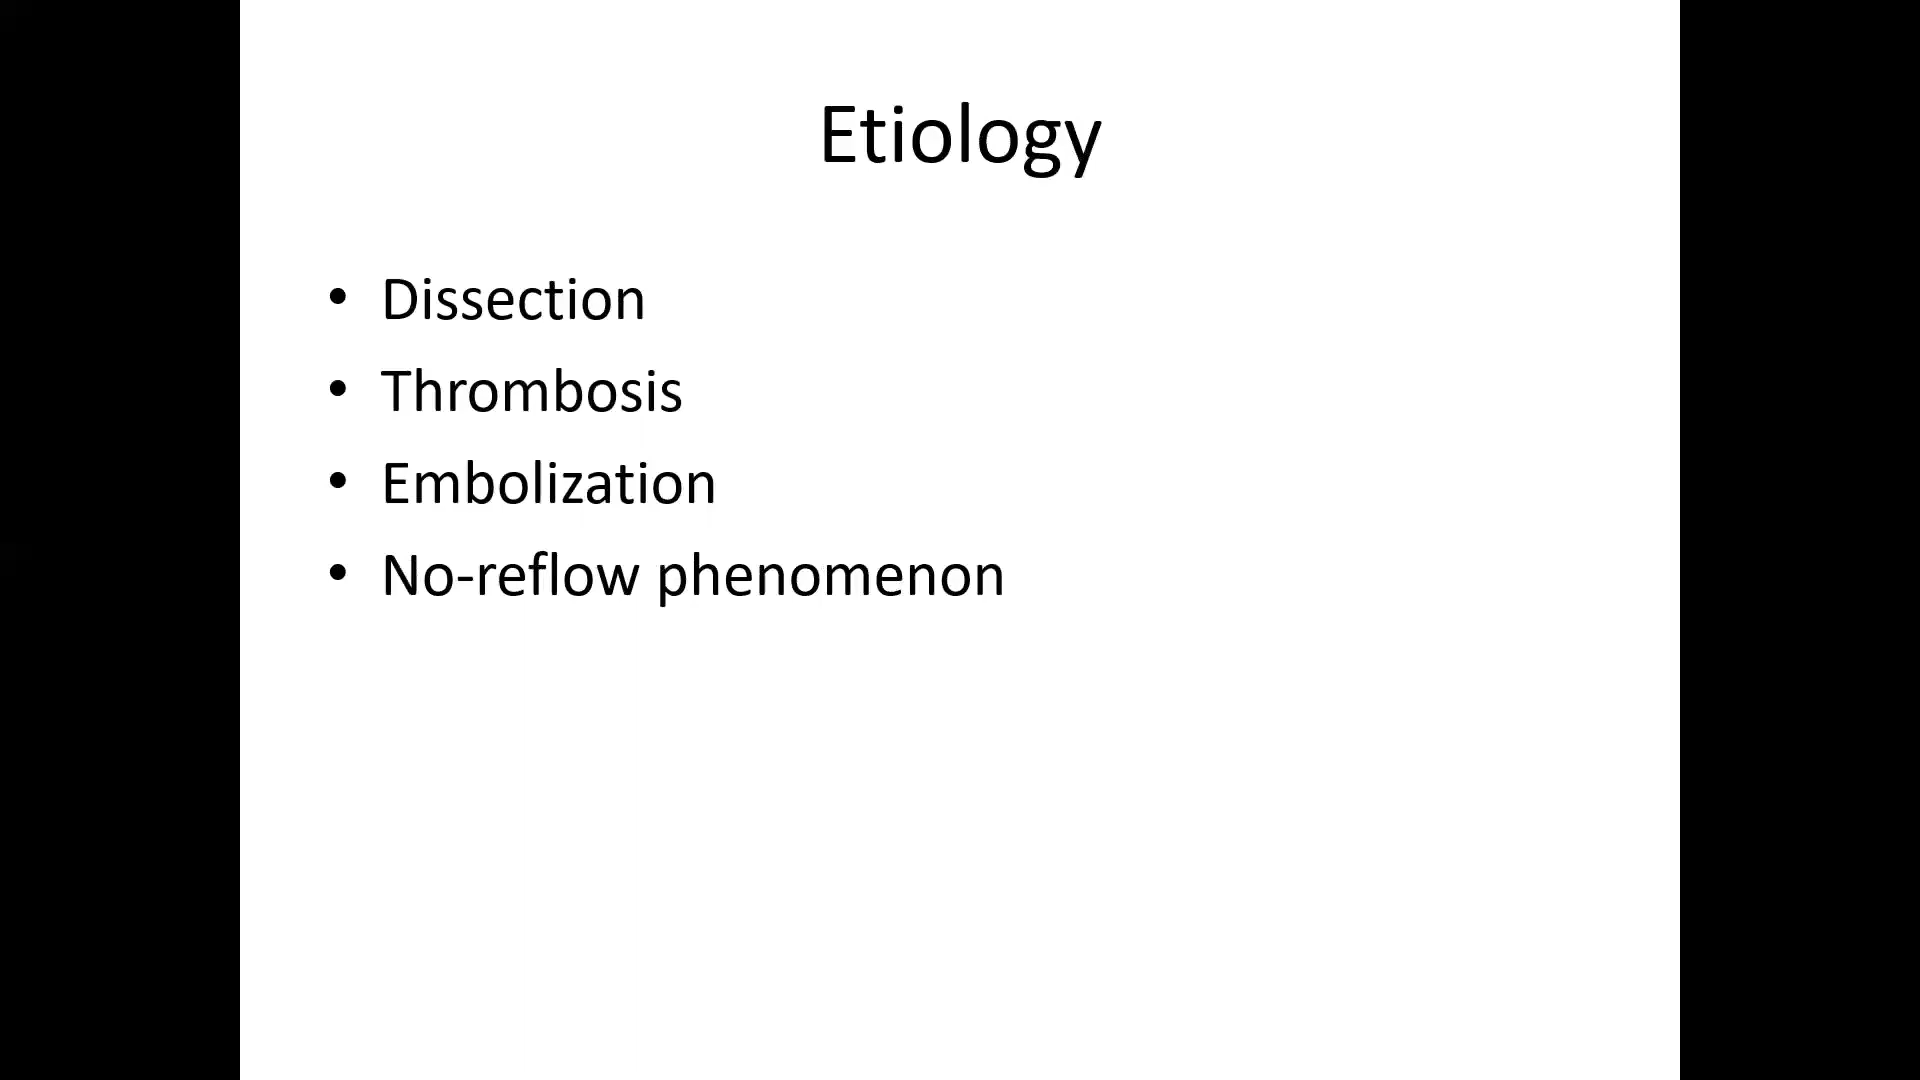 Etiology
• Dissection
• Thrombosis
• Embolization
• No-reflow phenomenon